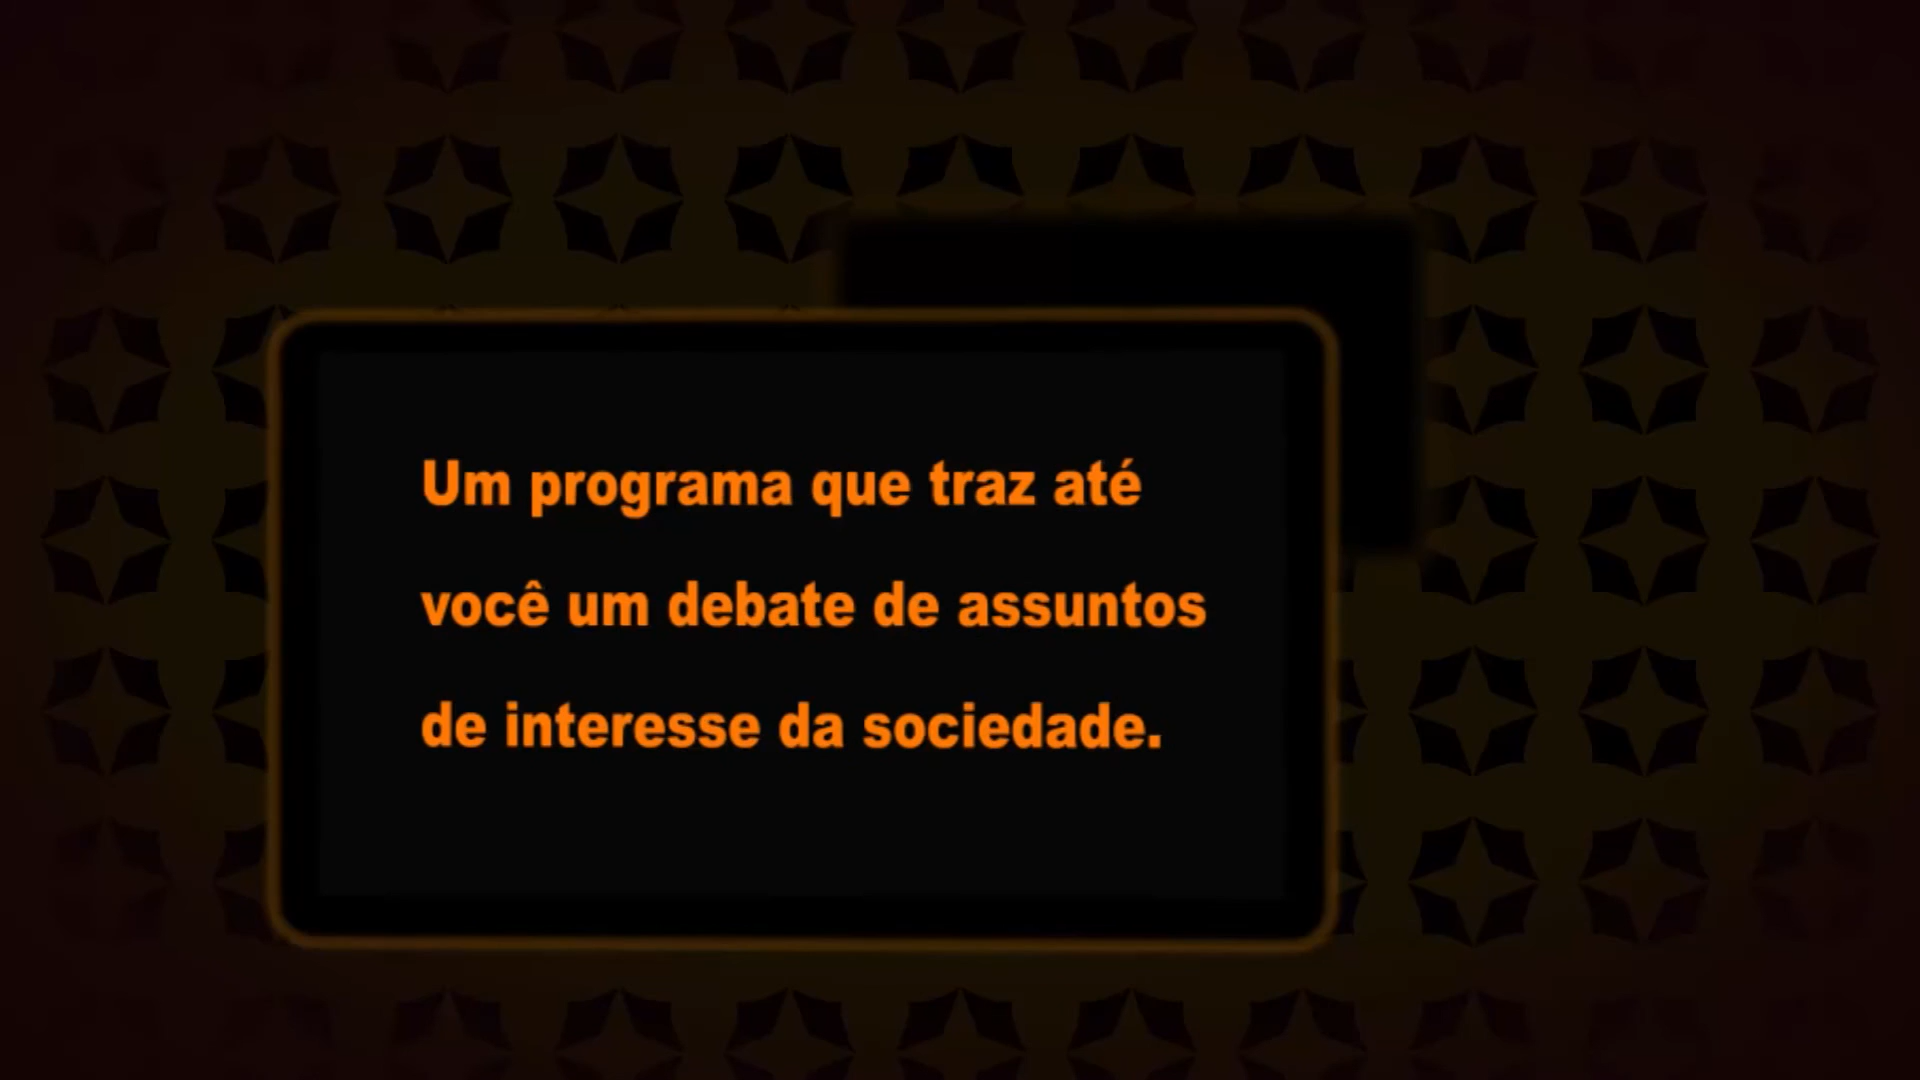 Um programa que traz até
você um debate de assuntos
de interesse da sociedade.